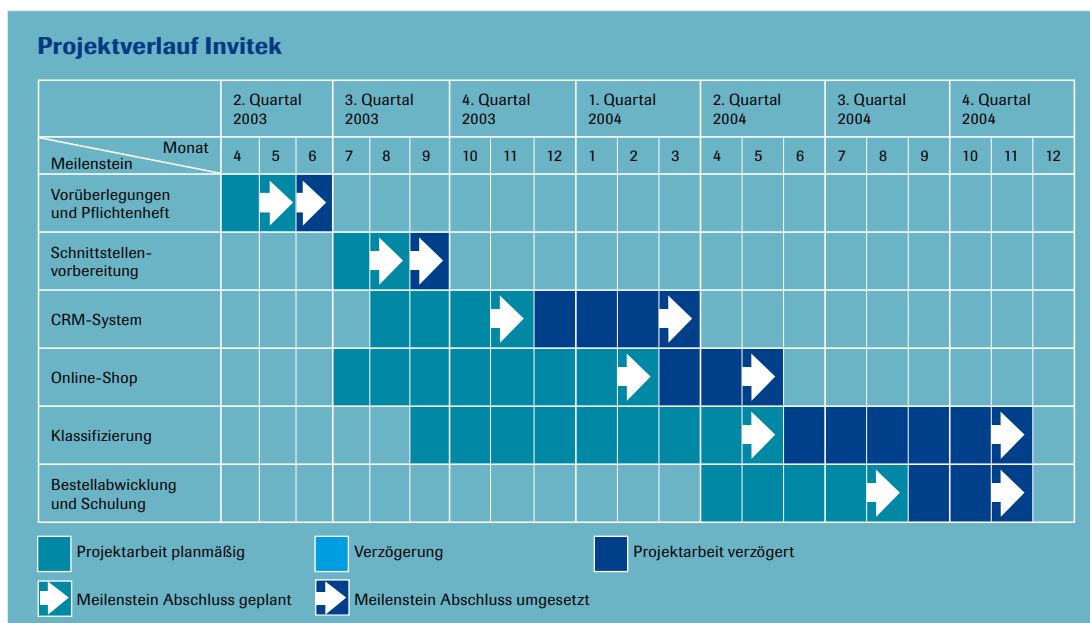 Projektverlauf Invitek
2. Quartal 2003
3. Quartal 2003
4. Quartal 2003
1. Quartal 2004
2. Quartal 2004
3. Quartal 2004
4. Quartal 2004
Monat
Meilenstein
4 5 6 7 8 9 10 11 12 1 2 3 4 5 6 7 8 9 10 11 12
Vorüberlegungen
und Pflichtenheft
Schnittstellen-
vorbereitung
CRM-System
Online-Shop
Klassifizierung
Bestellabwicklung
und Schulung
Projektarbeit planmäßig
Verzögerung
Projektarbeit verzögert
Meilenstein Abschluss geplant
Meilenstein Abschluss umgesetzt